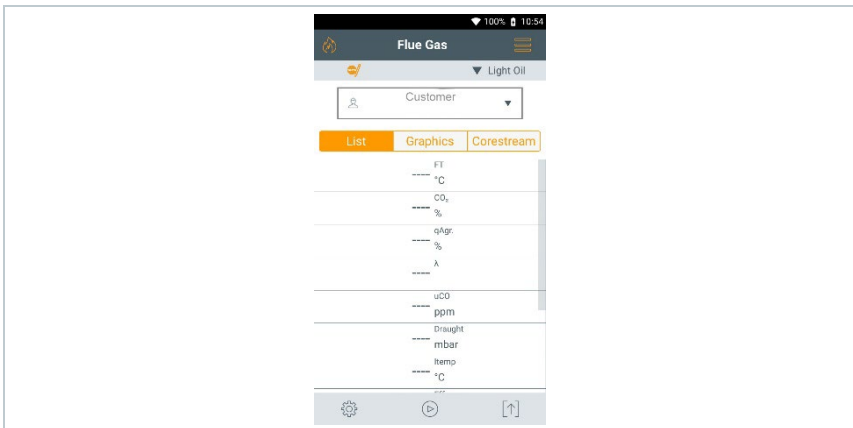 100% 10:54
Flue Gas
Light Oil
Customer
List Graphics Corestream
FT
---- °C
CO₂
---- %
qAgr.
---- %
λ
----
uCO
---- ppm
Draught
---- mbar
Itemp
---- °C